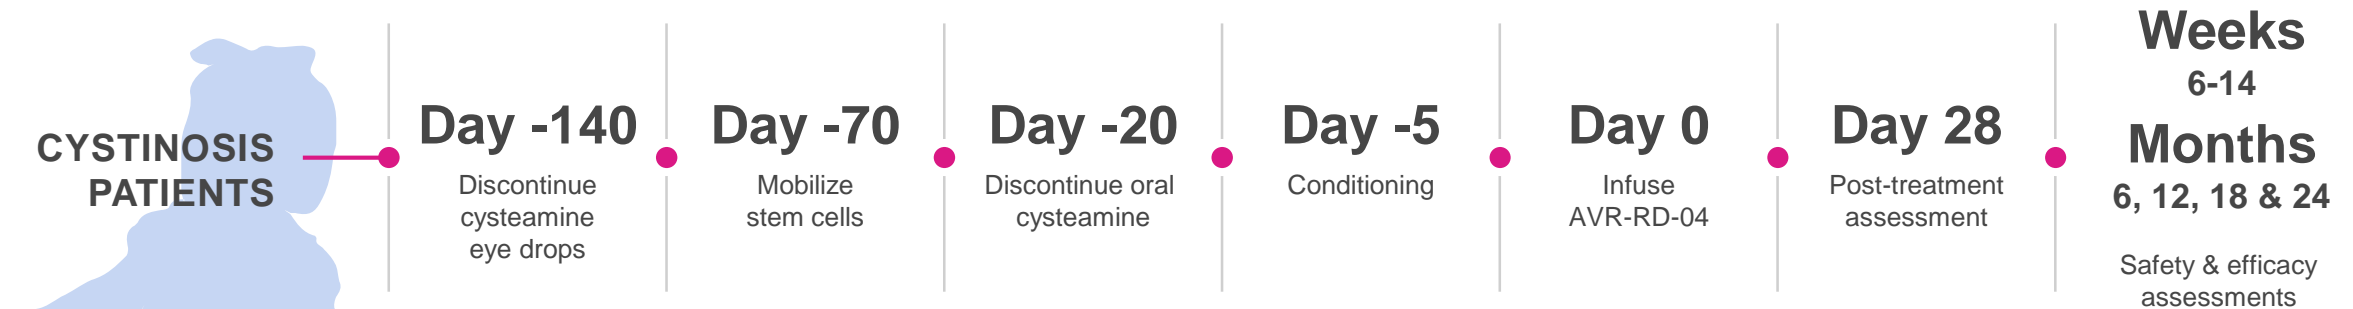 CYSTINOSIS
PATIENTS
Day -140
Discontinue
cysteamine
eye drops
Day -70
Mobilize
stem cells
Day -20
Discontinue oral
cysteamine
Day -5
Conditioning
Day 0
Infuse
AVR-RD-04
Day 28
Post-treatment
assessment
Weeks
6-14
Months
6, 12, 18 & 24
Safety & efficacy
assessments